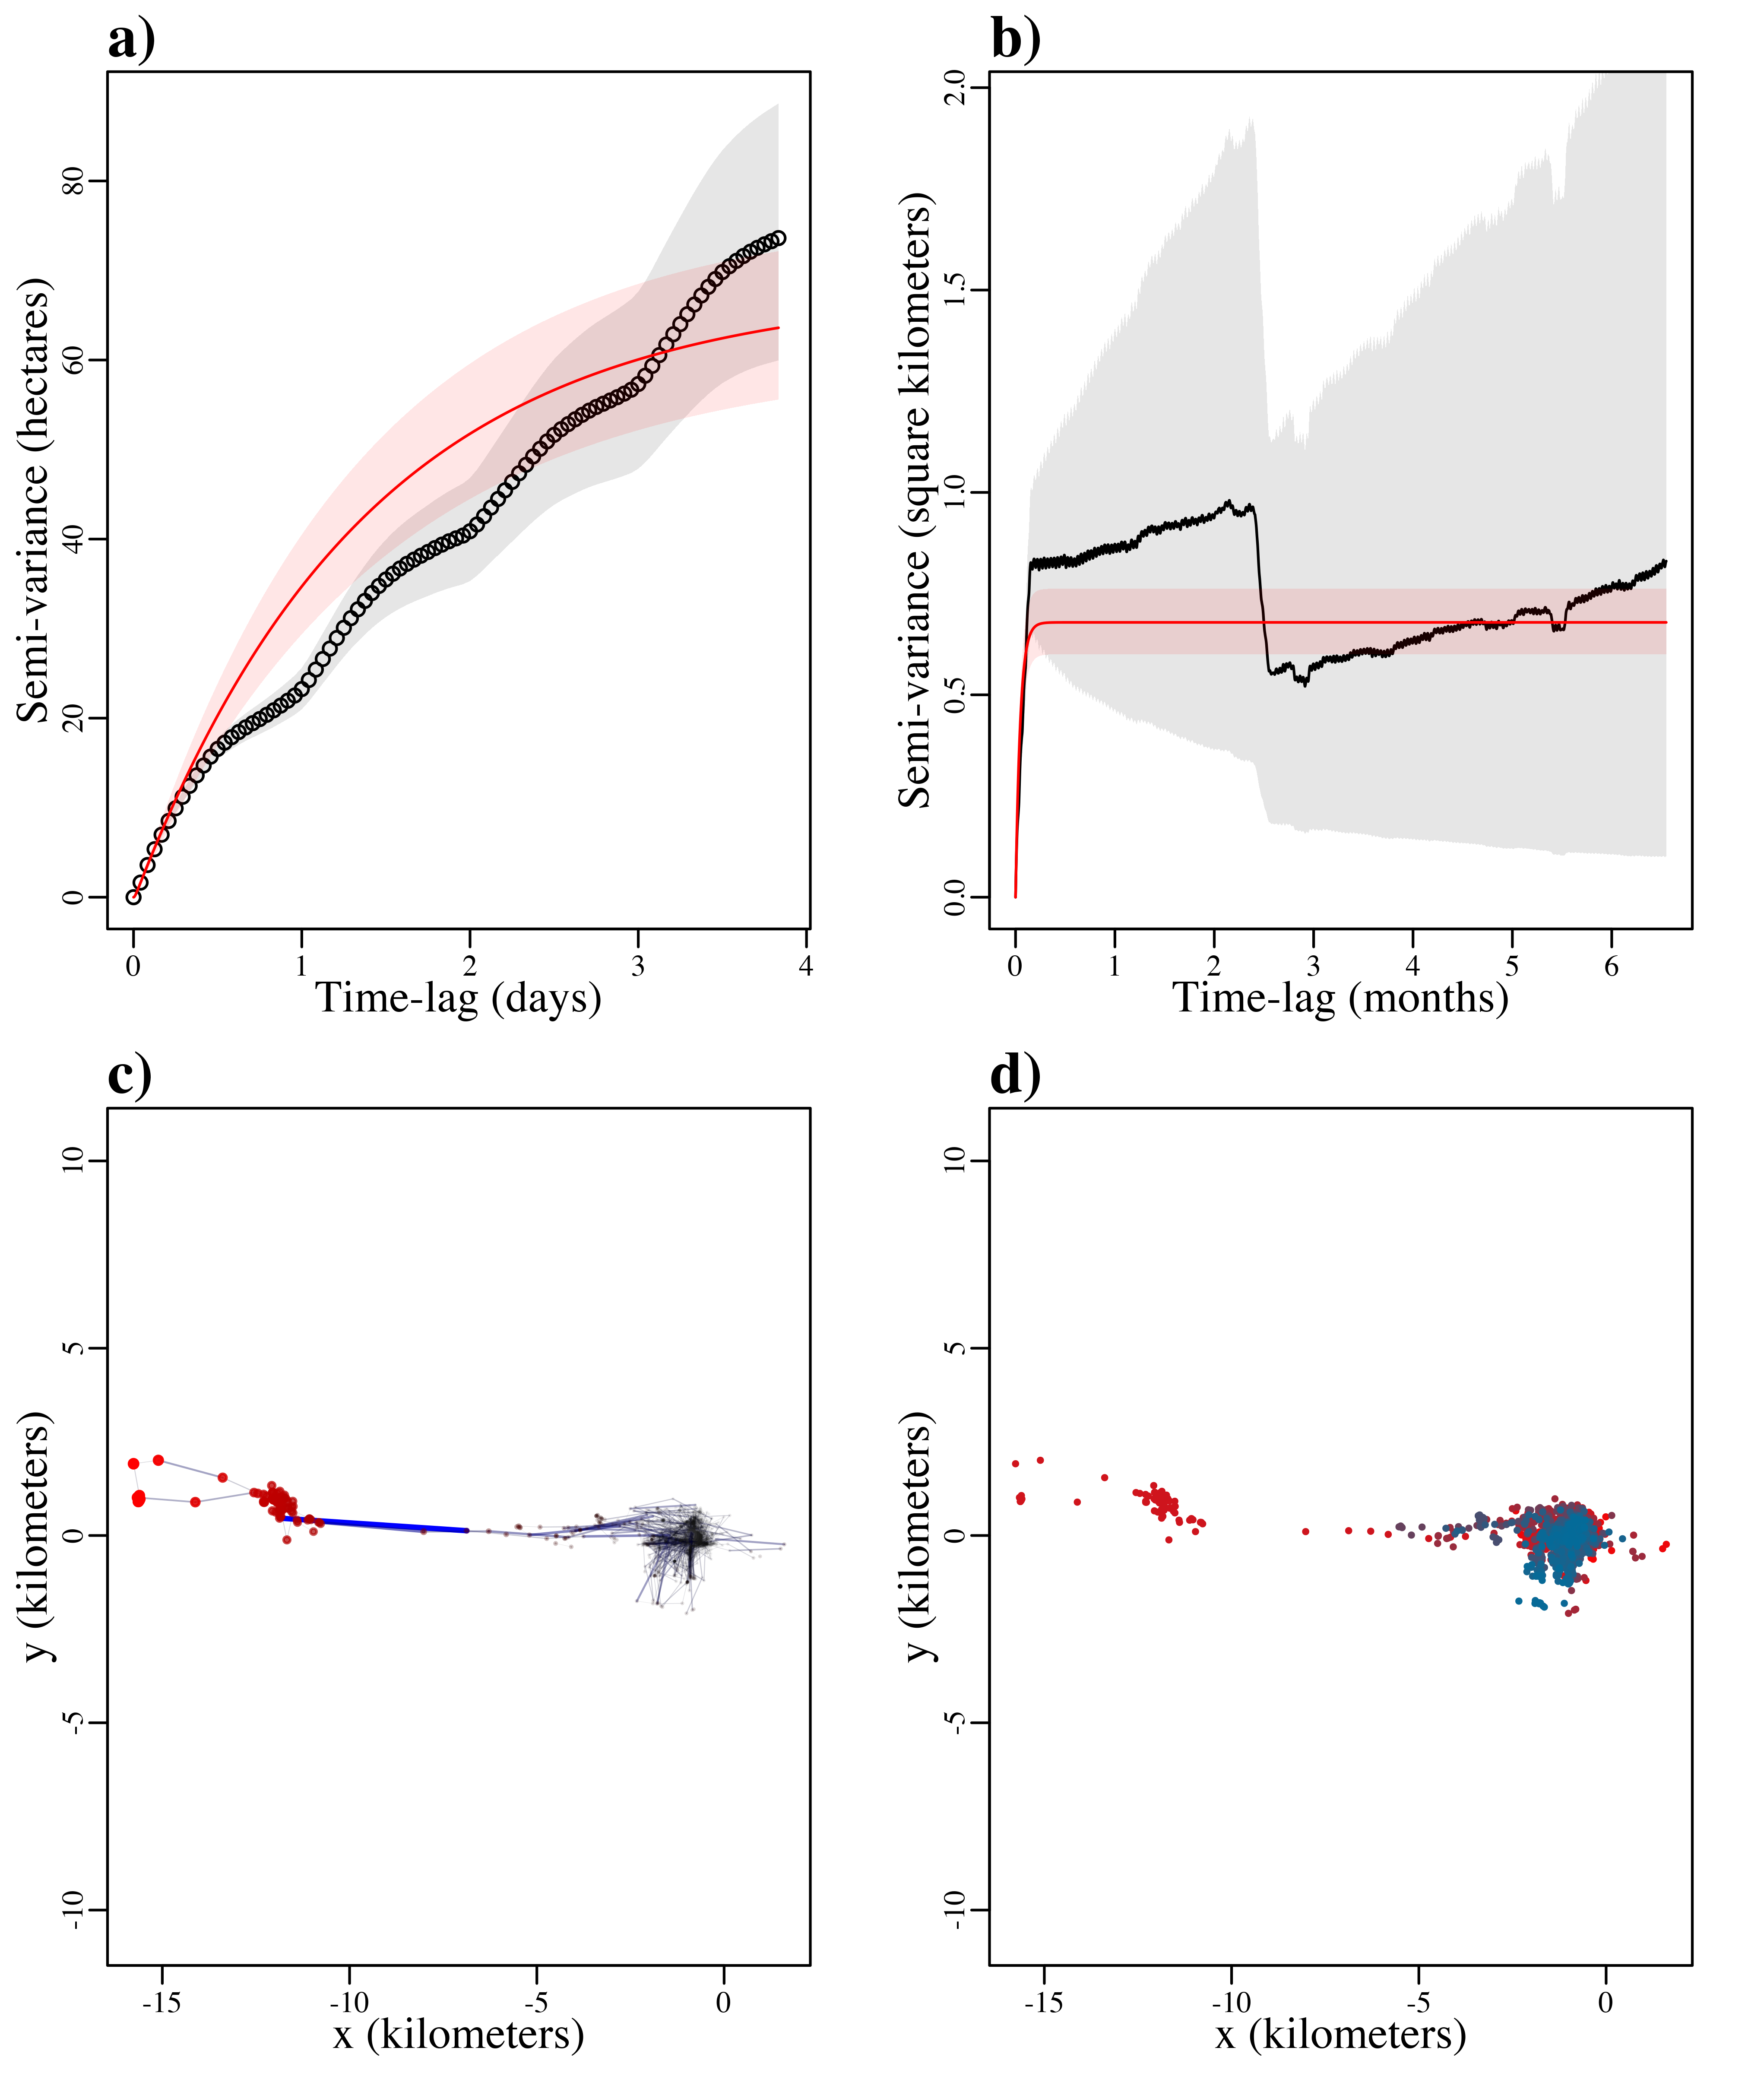 a)
Semi-variance (hectares)
80
60
40
20
0
0 1 2 3 4
Time-lag (days)
b)
Semi-variance (square kilometers)
2.0
1.5
1.0
0.5
0.0
0 1 2 3 4 5 6
Time-lag (months)
c)
y (kilometers)
10
5
0
-5
-10
-15 -10 -5 0
x (kilometers)
d)
y (kilometers)
10
5
0
-5
-10
-15 -10 -5 0
x (kilometers)